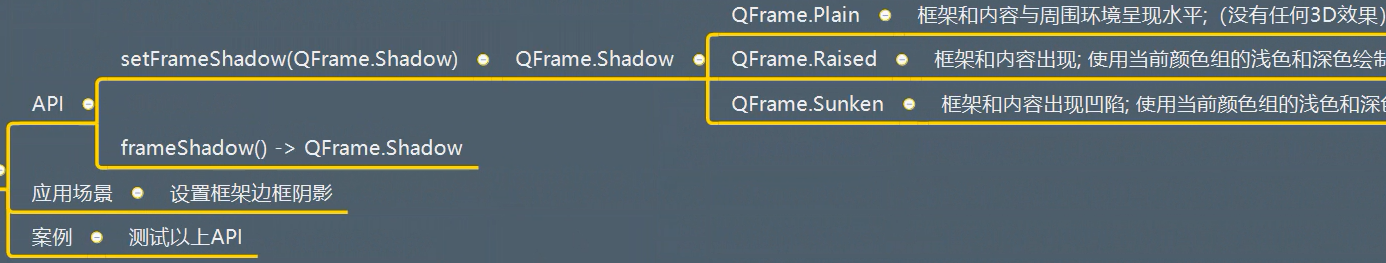 QFrame.Plain 框架和内容与周围环境呈现水平; (没有任何3D效果)
setFrameShadow(QFrame.Shadow) QFrame.Shadow QFrame.Raised 框架和内容出现; 使用当前颜色组的浅色和深色绘制
API
QFrame.Sunken 框架和内容出现凹陷; 使用当前颜色组的浅色和深色
frameShadow() -> QFrame.Shadow
应用场景 设置框架边框阴影
案例 测试以上API